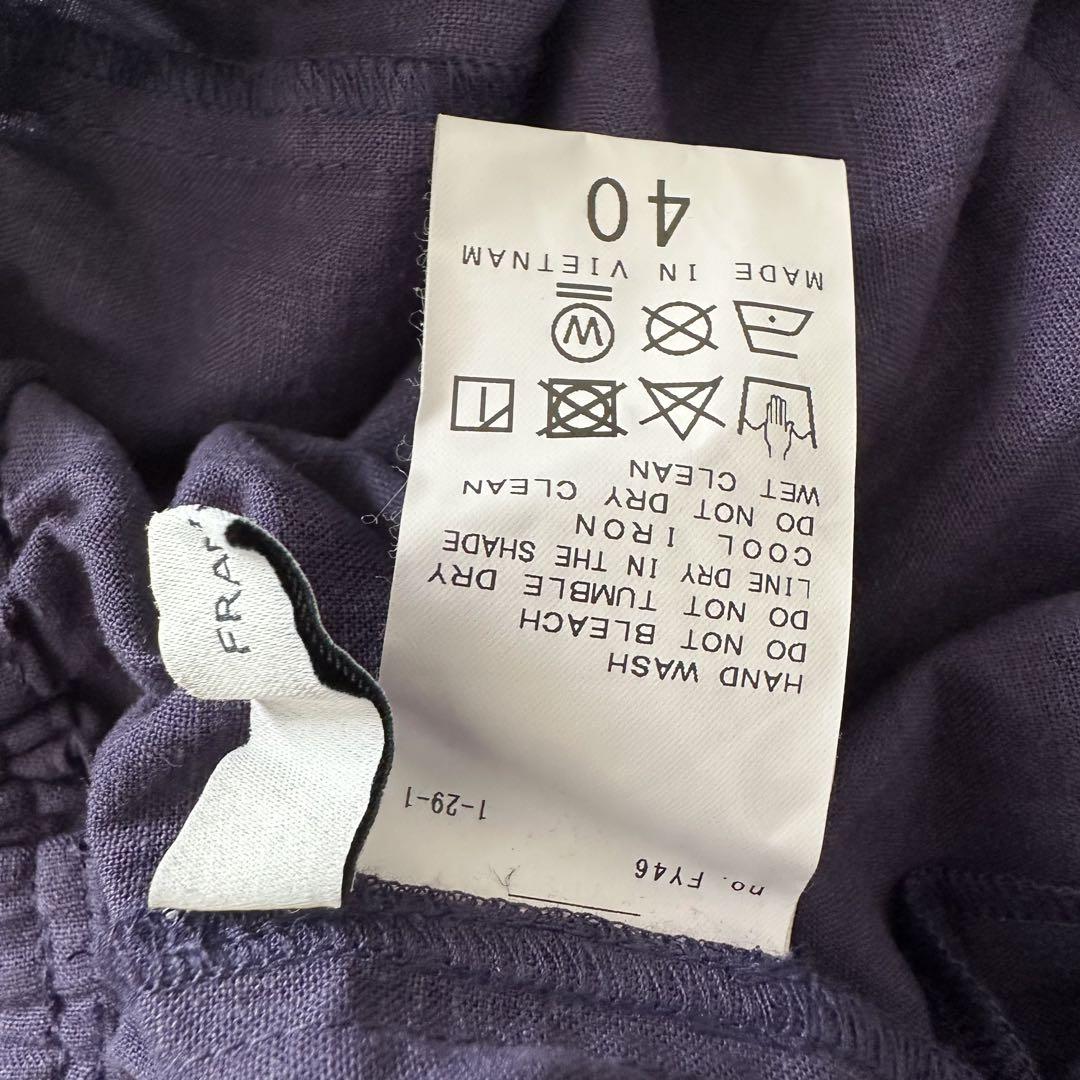 no. FY46
1-29-1
HAND WASH
DO NOT BLEACH
DO NOT TUMBLE DRY
LINE DRY IN THE SHADE
COOL IRON
DO NOT DRY CLEAN
WET CLEAN
W
MADE IN VIETNAM
40